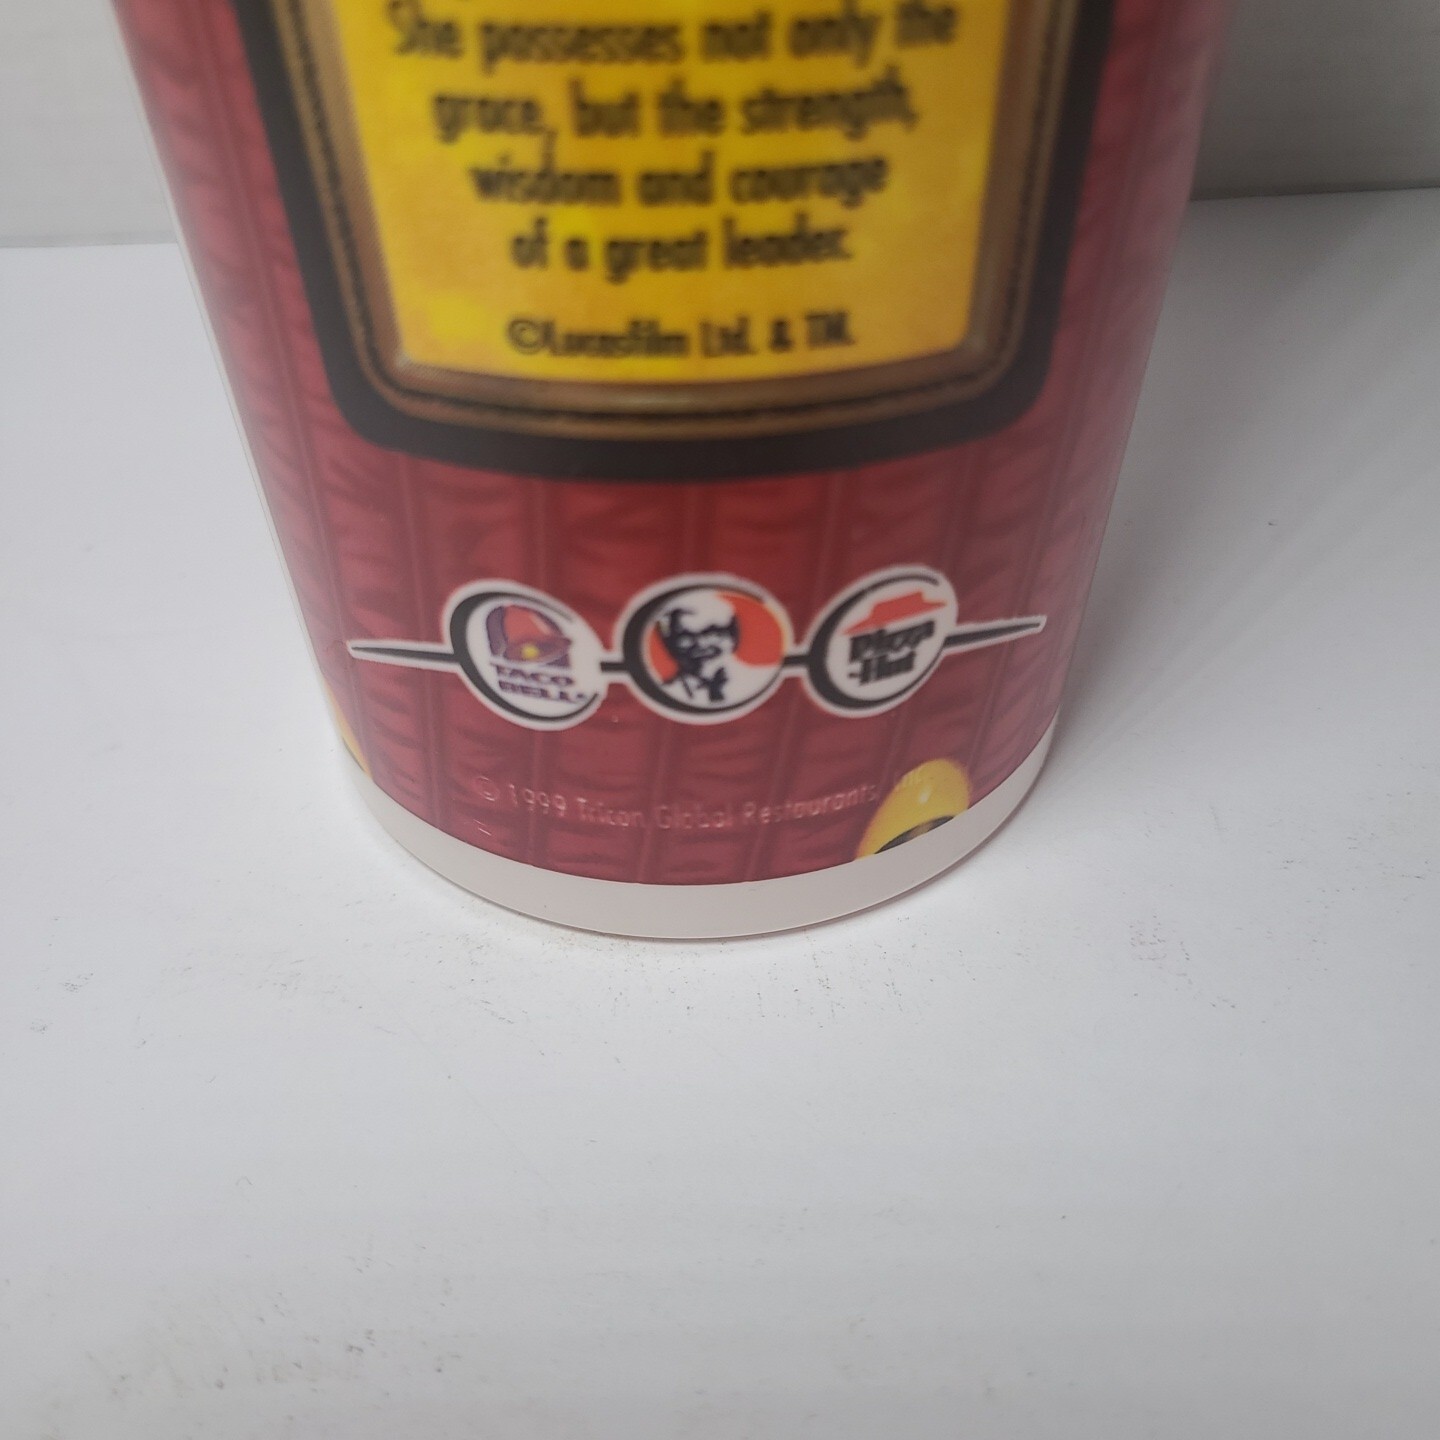 She possesses not only the
grace, but the strength,
wisdom and courage
of a great leader.
©Lucasfilm Ltd. & TM.
TACO
BELL®
Pizza
Hut
© 1999 Tricon Global Restaurants, Inc.